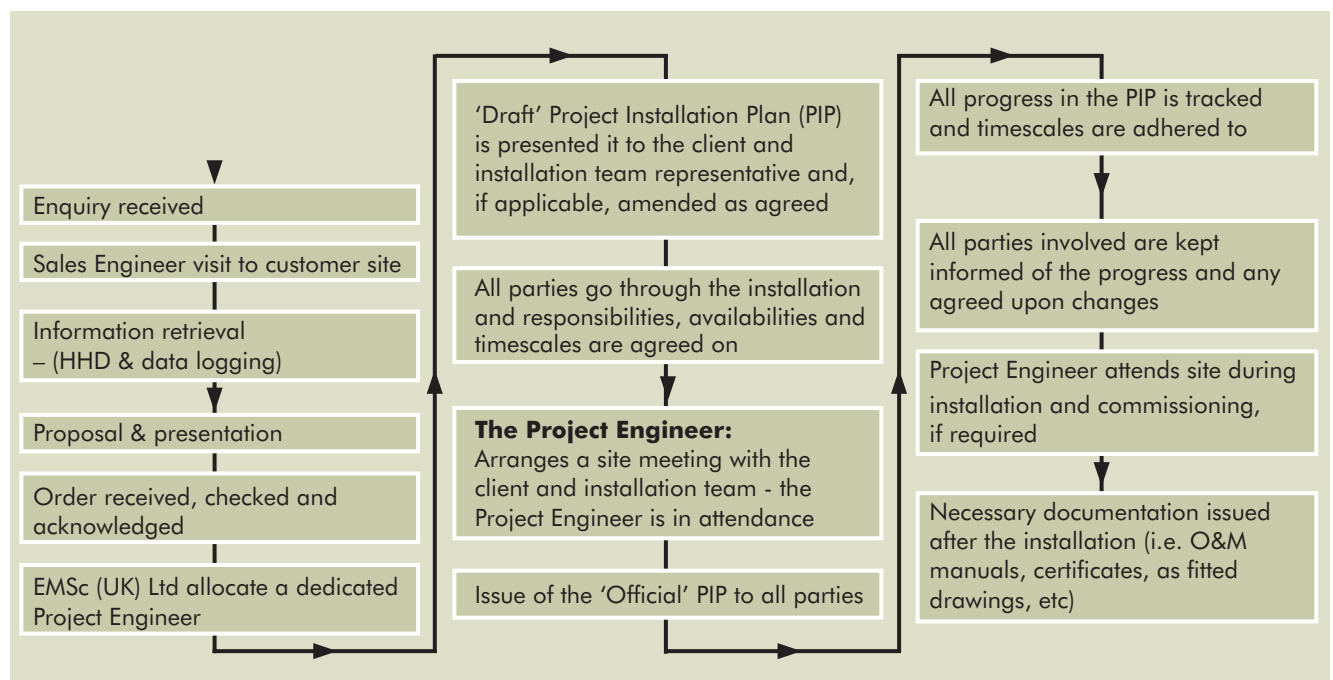 Enquiry received
Sales Engineer visit to customer site
Information retrieval
– (HHD & data logging)
Proposal & presentation
Order received, checked and
acknowledged
EMSc (UK) Ltd allocate a dedicated
Project Engineer
‘Draft’ Project Installation Plan (PIP)
is presented it to the client and
installation team representative and,
if applicable, amended as agreed
All parties go through the installation
and responsibilities, availabilities and
timescales are agreed on
The Project Engineer:
Arranges a site meeting with the
client and installation team - the
Project Engineer is in attendance
Issue of the ‘Official’ PIP to all parties
All progress in the PIP is tracked
and timescales are adhered to
All parties involved are kept
informed of the progress and any
agreed upon changes
Project Engineer attends site during
installation and commissioning,
if required
Necessary documentation issued
after the installation (i.e. O&M
manuals, certificates, as fitted
drawings, etc)